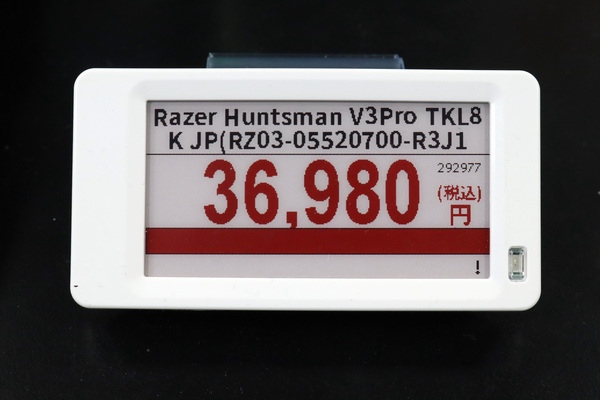 Razer Huntsman V3Pro TKL8
K JP(RZ03-05520700-R3J1
292977
36,980
(税込)
円
!